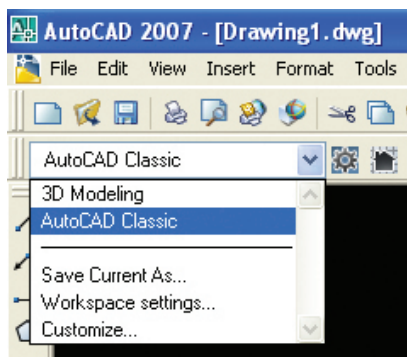 AutoCAD 2007 - [Drawing1.dwg]
File Edit View Insert Format Tools
AutoCAD Classic
3D Modeling
AutoCAD Classic
Save Current As...
Workspace settings...
Customize...